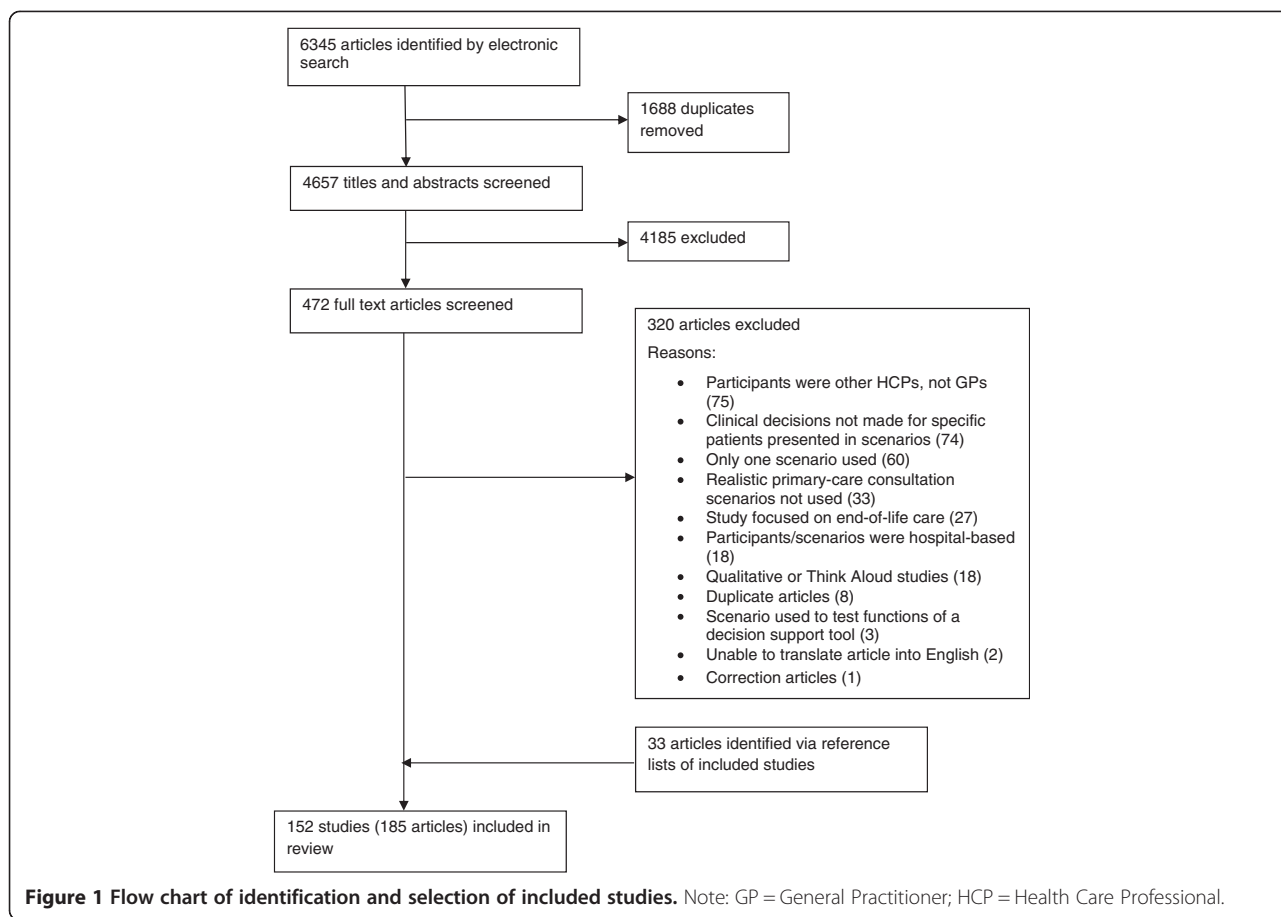 6345 articles identified by electronic
search
1688 duplicates
removed
4657 titles and abstracts screened
4185 excluded
472 full text articles screened
320 articles excluded
Reasons:
• Participants were other HCPs, not GPs
(75)
• Clinical decisions not made for specific
patients presented in scenarios (74)
• Only one scenario used (60)
• Realistic primary-care consultation
scenarios not used (33)
• Study focused on end-of-life care (27)
• Participants/scenarios were hospital-based
(18)
• Qualitative or Think Aloud studies (18)
• Duplicate articles (8)
• Scenario used to test functions of a
decision support tool (3)
• Unable to translate article into English (2)
• Correction articles (1)
33 articles identified via reference
lists of included studies
152 studies (185 articles) included in
review
Figure 1 Flow chart of identification and selection of included studies. Note: GP = General Practitioner; HCP = Health Care Professional.